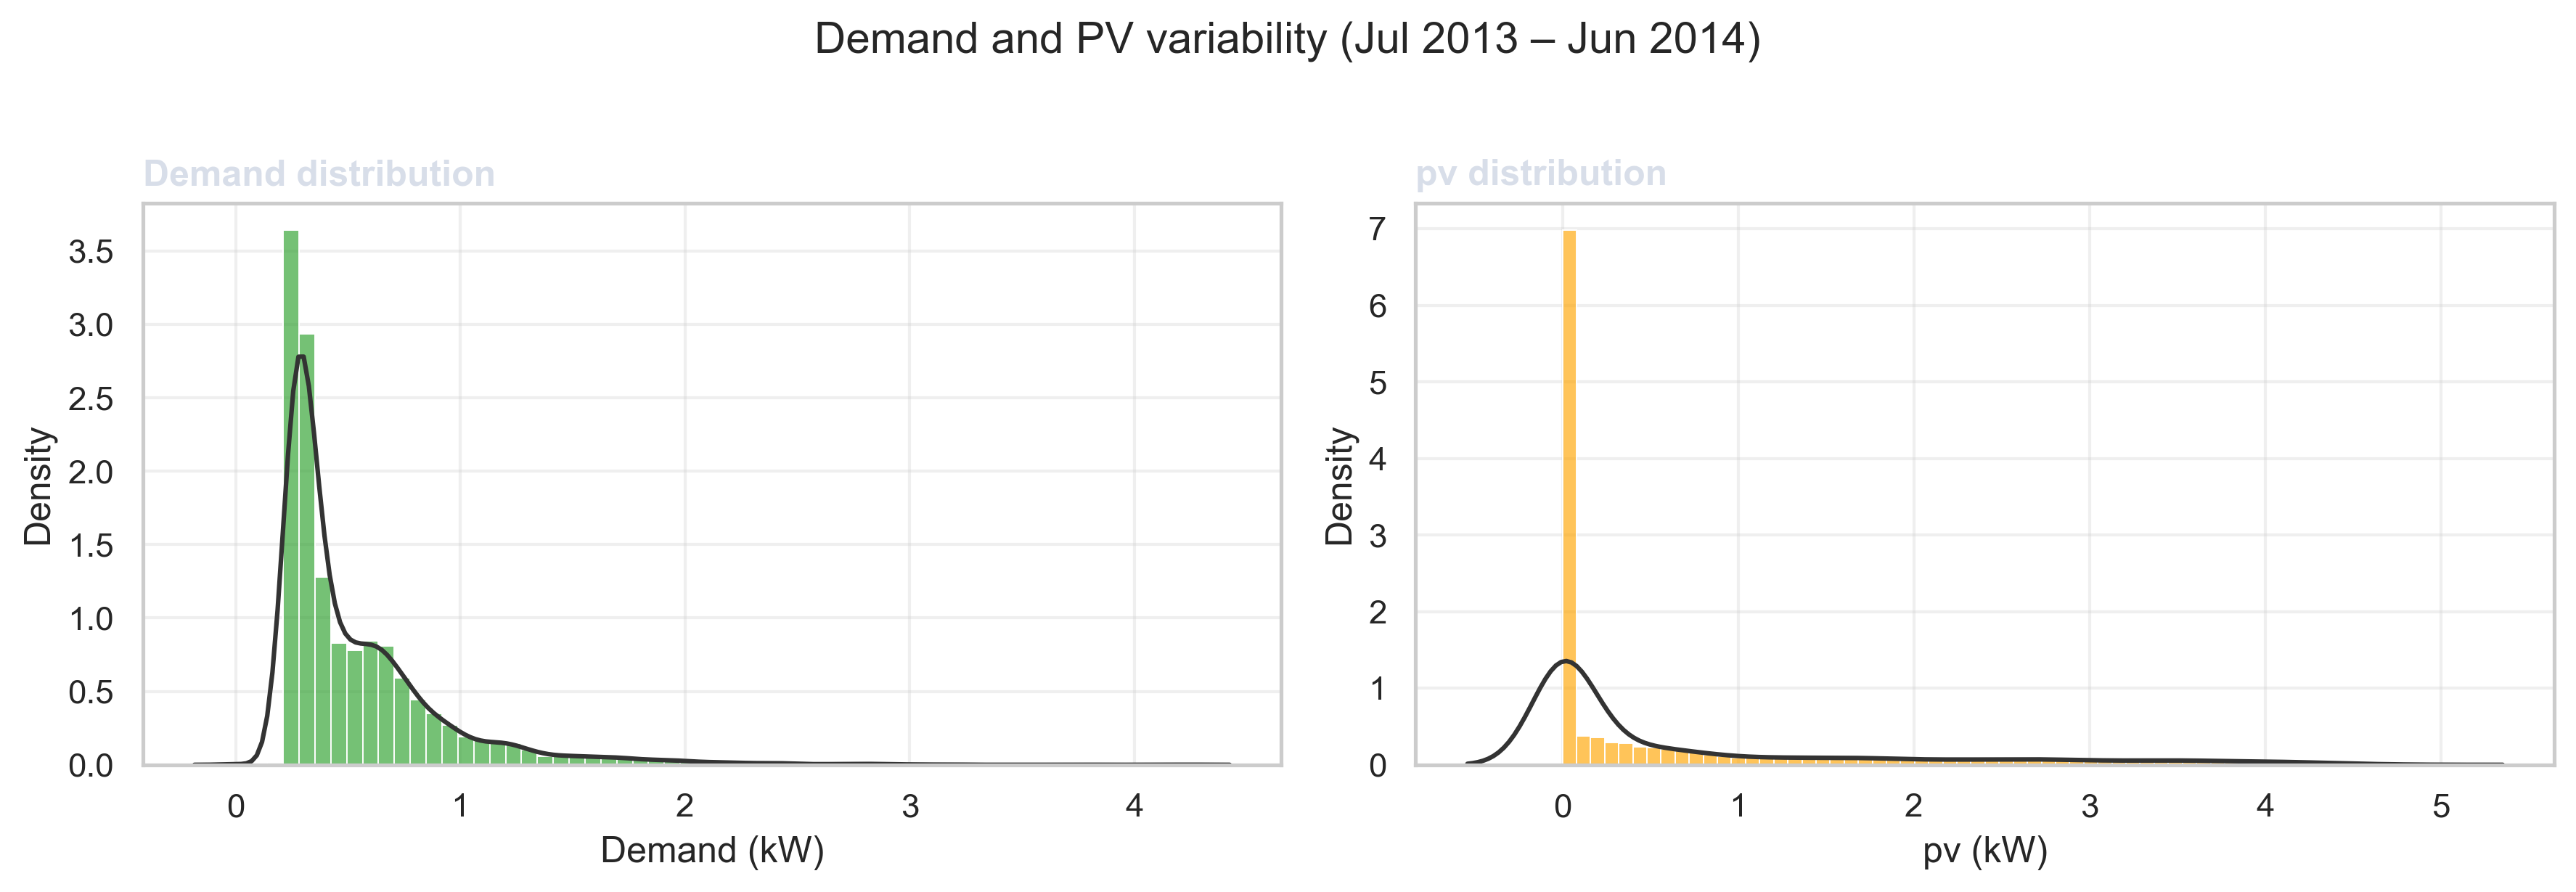 Demand and PV variability (Jul 2013 – Jun 2014)
Demand distribution
3.5
3.0
2.5
2.0
1.5
1.0
0.5
0.0
Density
0 1 2 3 4
Demand (kW)
pv distribution
7
6
5
4
3
2
1
0
Density
0 1 2 3 4 5
pv (kW)